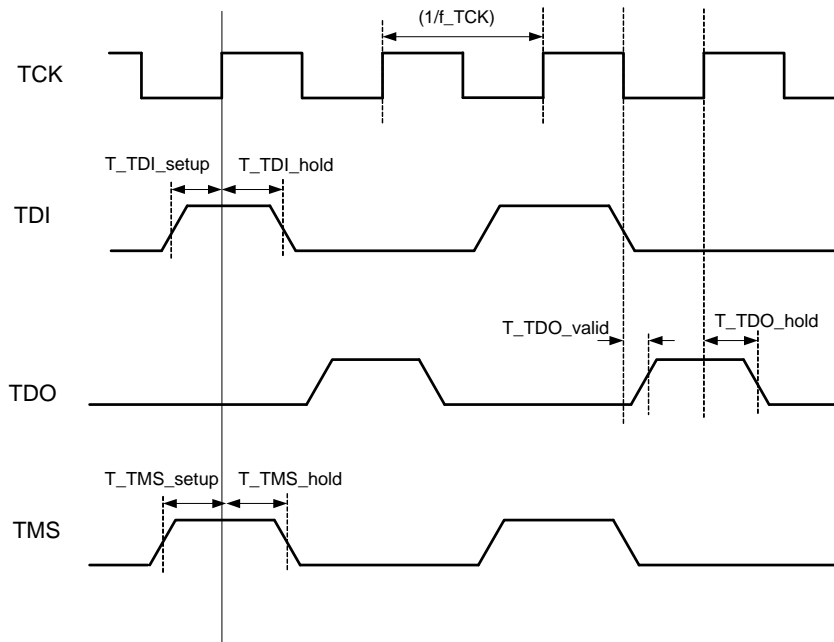 (1/f_TCK)
TCK
T_TDI_setup
T_TDI_hold
TDI
T_TDO_valid
T_TDO_hold
TDO
T_TMS_setup
T_TMS_hold
TMS